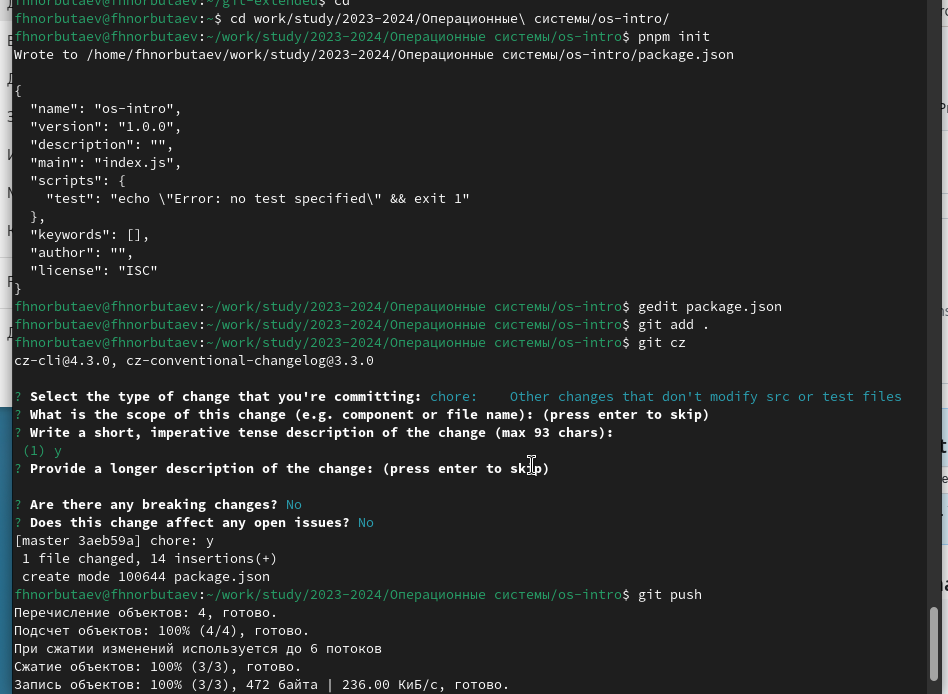 fhnorbutaev@fhnorbutaev:~/git-extended$ cd
fhnorbutaev@fhnorbutaev:~$ cd work/study/2023-2024/Операционные\ системы/os-intro/
fhnorbutaev@fhnorbutaev:~/work/study/2023-2024/Операционные системы/os-intro$ pnpm init
Wrote to /home/fhnorbutaev/work/study/2023-2024/Операционные системы/os-intro/package.json
{
  "name": "os-intro",
  "version": "1.0.0",
  "description": "",
  "main": "index.js",
  "scripts": {
    "test": "echo \"Error: no test specified\" && exit 1"
  },
  "keywords": [],
  "author": "",
  "license": "ISC"
}
fhnorbutaev@fhnorbutaev:~/work/study/2023-2024/Операционные системы/os-intro$ gedit package.json
fhnorbutaev@fhnorbutaev:~/work/study/2023-2024/Операционные системы/os-intro$ git add .
fhnorbutaev@fhnorbutaev:~/work/study/2023-2024/Операционные системы/os-intro$ git cz
cz-cli@4.3.0, cz-conventional-changelog@3.3.0
? Select the type of change that you're committing: chore:    Other changes that don't modify src or test files
? What is the scope of this change (e.g. component or file name): (press enter to skip)
? Write a short, imperative tense description of the change (max 93 chars):
 (1) y
? Provide a longer description of the change: (press enter to skip)
? Are there any breaking changes? No
? Does this change affect any open issues? No
[master 3aeb59a] chore: y
 1 file changed, 14 insertions(+)
 create mode 100644 package.json
fhnorbutaev@fhnorbutaev:~/work/study/2023-2024/Операционные системы/os-intro$ git push
Перечисление объектов: 4, готово.
Подсчет объектов: 100% (4/4), готово.
При сжатии изменений используется до 6 потоков
Сжатие объектов: 100% (3/3), готово.
Запись объектов: 100% (3/3), 472 байта | 236.00 КиБ/с, готово.